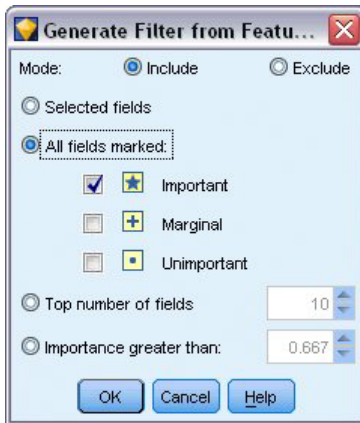 Generate Filter from Featu...
Mode: Include Exclude
Selected fields
All fields marked:
Important
Marginal
Unimportant
Top number of fields 10
Importance greater than: 0.667
OK Cancel Help